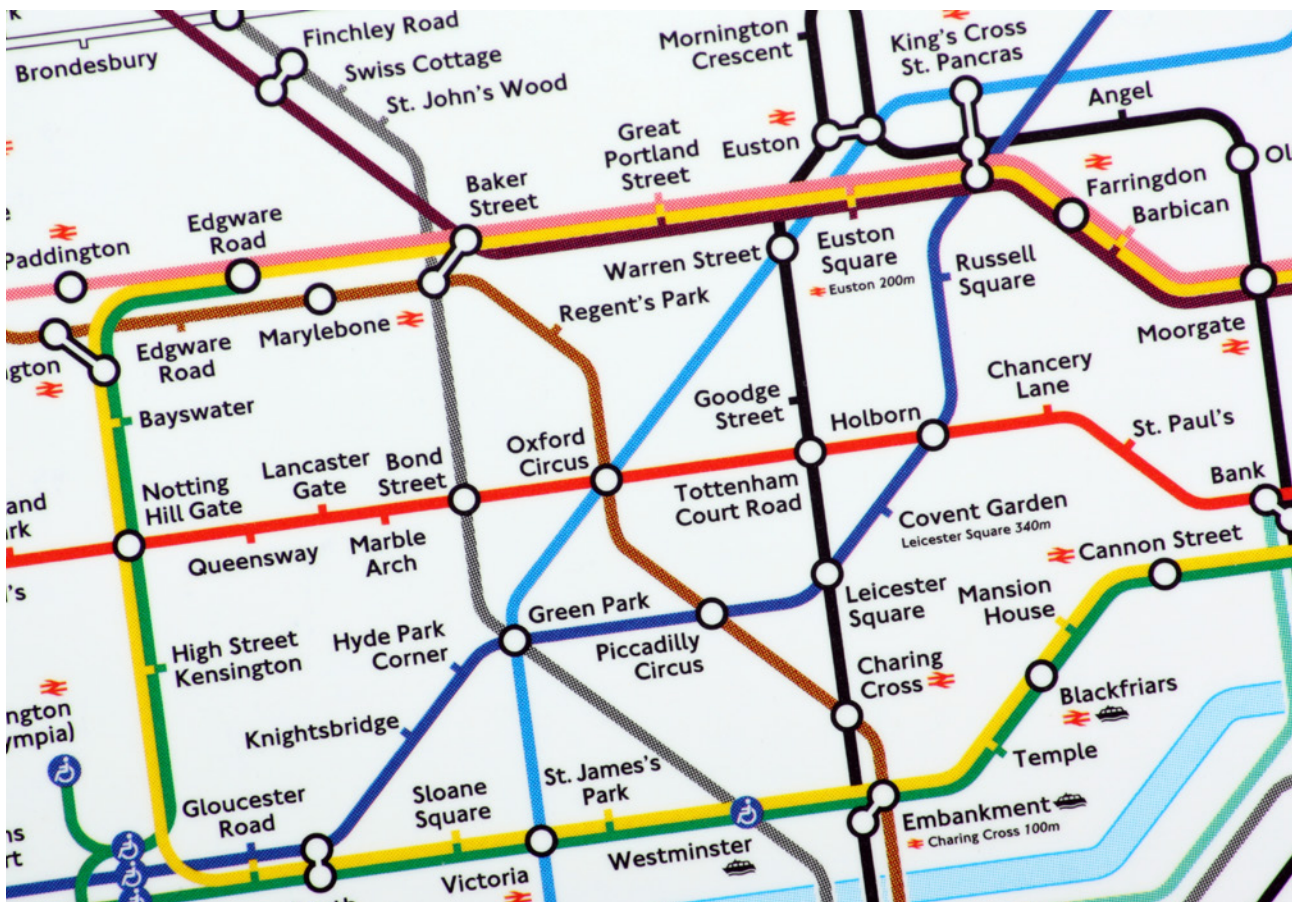 k
Brondesbury
Finchley Road
Swiss Cottage
St. John's Wood
Mornington
Crescent
King's Cross
St. Pancras
Angel
Great
Portland
Street
Euston
Baker
Street
Farringdon
Barbican
Edgware
Road
Paddington
Warren Street
Euston
Square
Euston 200m
Russell
Square
Regent's Park
Marylebone
Edgware
Road
Moorgate
Bayswater
Goodge
Street
Holborn
Chancery
Lane
St. Paul's
Oxford
Circus
Bond
Street
Lancaster
Gate
Notting
Hill Gate
Bank
Tottenham
Court Road
Covent Garden
Leicester Square 340m
Queensway
Marble
Arch
Cannon Street
Mansion
House
Leicester
Square
Green Park
Hyde Park
Corner
Piccadilly
Circus
High Street
Kensington
Charing
Cross
Blackfriars
Knightsbridge
Temple
St. James's
Park
Sloane
Square
Gloucester
Road
Embankment
Charing Cross 100m
Westminster
Victoria